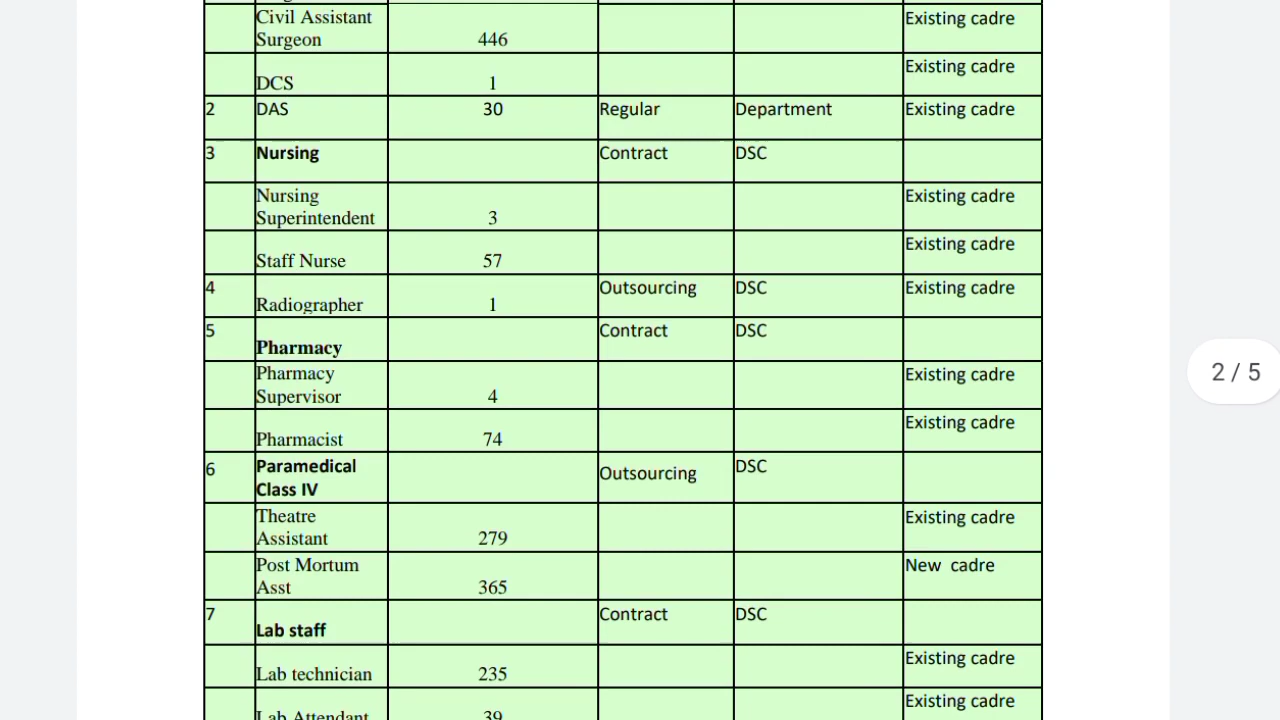 Civil Assistant
Surgeon 446 Existing cadre
DCS 1 Existing cadre
2 DAS 30 Regular Department Existing cadre
3 Nursing Contract DSC
Nursing
Superintendent 3 Existing cadre
Staff Nurse 57 Existing cadre
4 Radiographer 1 Outsourcing DSC Existing cadre
5 Pharmacy Contract DSC
Pharmacy
Supervisor 4 Existing cadre
Pharmacist 74 Existing cadre
6 Paramedical
Class IV Outsourcing DSC
Theatre
Assistant 279 Existing cadre
Post Mortum
Asst 365 New cadre
7 Lab staff Contract DSC
Lab technician 235 Existing cadre
Lab Attendant 39 Existing cadre
2 / 5